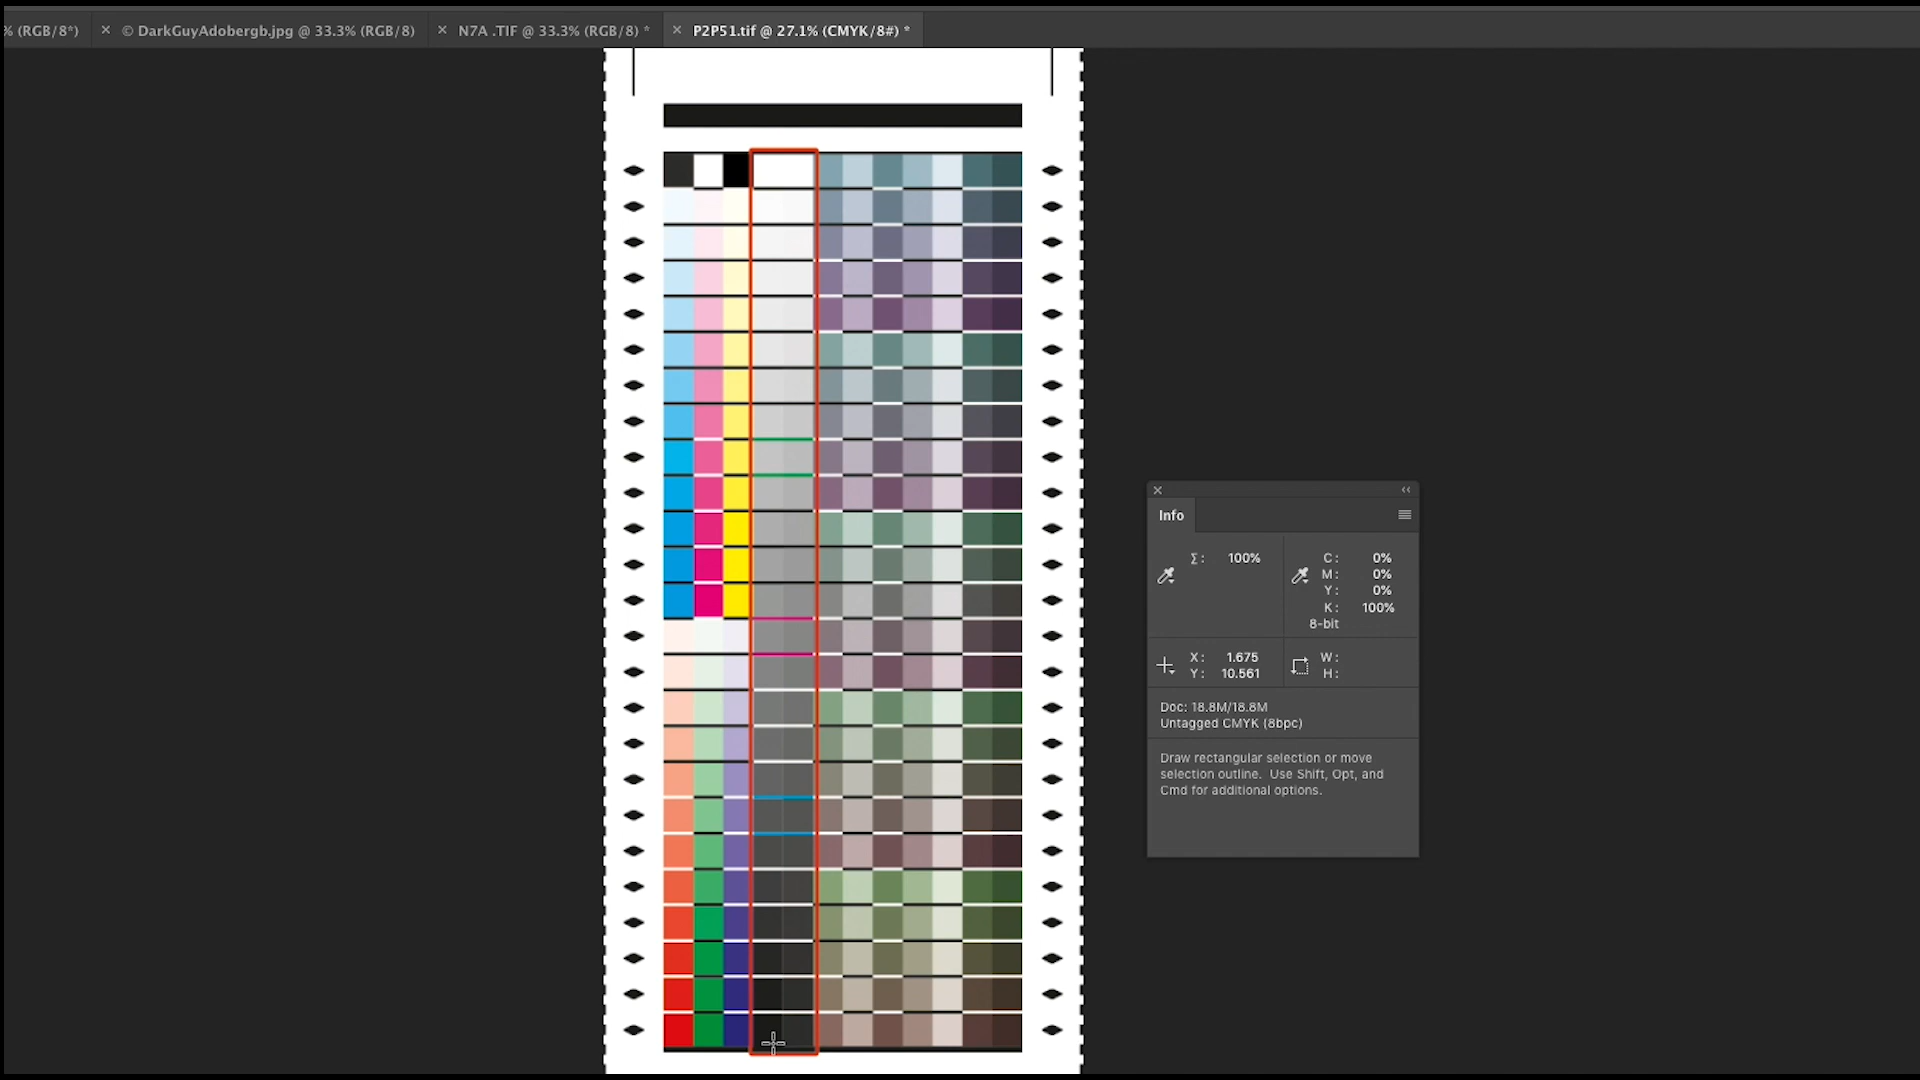 % (RGB/8*)
× © DarkGuyAdobergb.jpg @ 33.3% (RGB/8)
× N7A .TIF @ 33.3% (RGB/8) *
× P2P51.tif @ 27.1% (CMYK/8#) *
Info
Σ: 100%
C: 0%
M: 0%
Y: 0%
K: 100%
8-bit
X: 1.675
Y: 10.561
W:
H:
Doc: 18.8M/18.8M
Untagged CMYK (8bpc)
Draw rectangular selection or move
selection outline. Use Shift, Opt, and
Cmd for additional options.